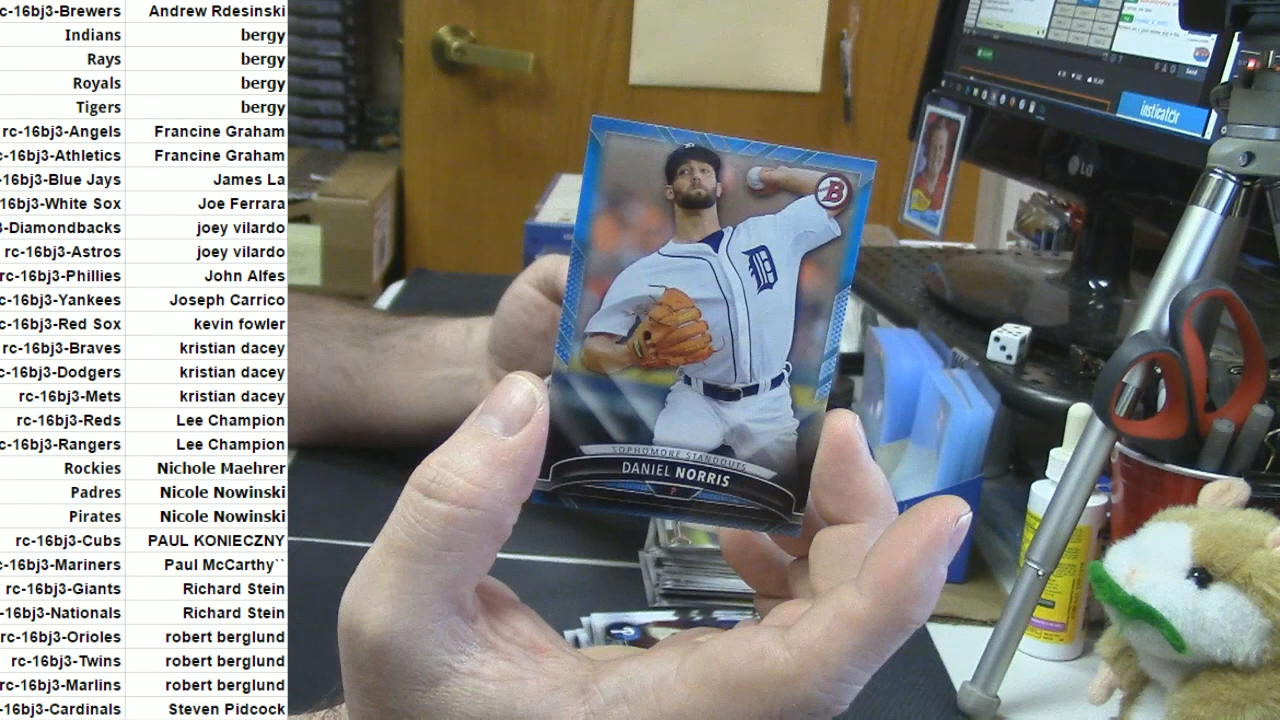 c-16bj3-Brewers Andrew Rdesinski
Indians bergy
Rays bergy
Royals bergy
Tigers bergy
rc-16bj3-Angels Francine Graham
c-16bj3-Athletics Francine Graham
-16bj3-Blue Jays James La
-16bj3-White Sox Joe Ferrara
3-Diamondbacks joey vilardo
rc-16bj3-Astros joey vilardo
rc-16bj3-Phillies John Alfes
c-16bj3-Yankees Joseph Carrico
c-16bj3-Red Sox kevin fowler
rc-16bj3-Braves kristian dacey
c-16bj3-Dodgers kristian dacey
rc-16bj3-Mets kristian dacey
rc-16bj3-Reds Lee Champion
c-16bj3-Rangers Lee Champion
Rockies Nichole Maehrer
Padres Nicole Nowinski
Pirates Nicole Nowinski
rc-16bj3-Cubs PAUL KONIECZNY
c-16bj3-Mariners Paul McCarthy``
rc-16bj3-Giants Richard Stein
-16bj3-Nationals Richard Stein
rc-16bj3-Orioles robert berglund
rc-16bj3-Twins robert berglund
rc-16bj3-Marlins robert berglund
-16bj3-Cardinals Steven Pidcock
B
D
SOPHOMORE STANDOUTS
DANIEL NORRIS
P
insticator
LG